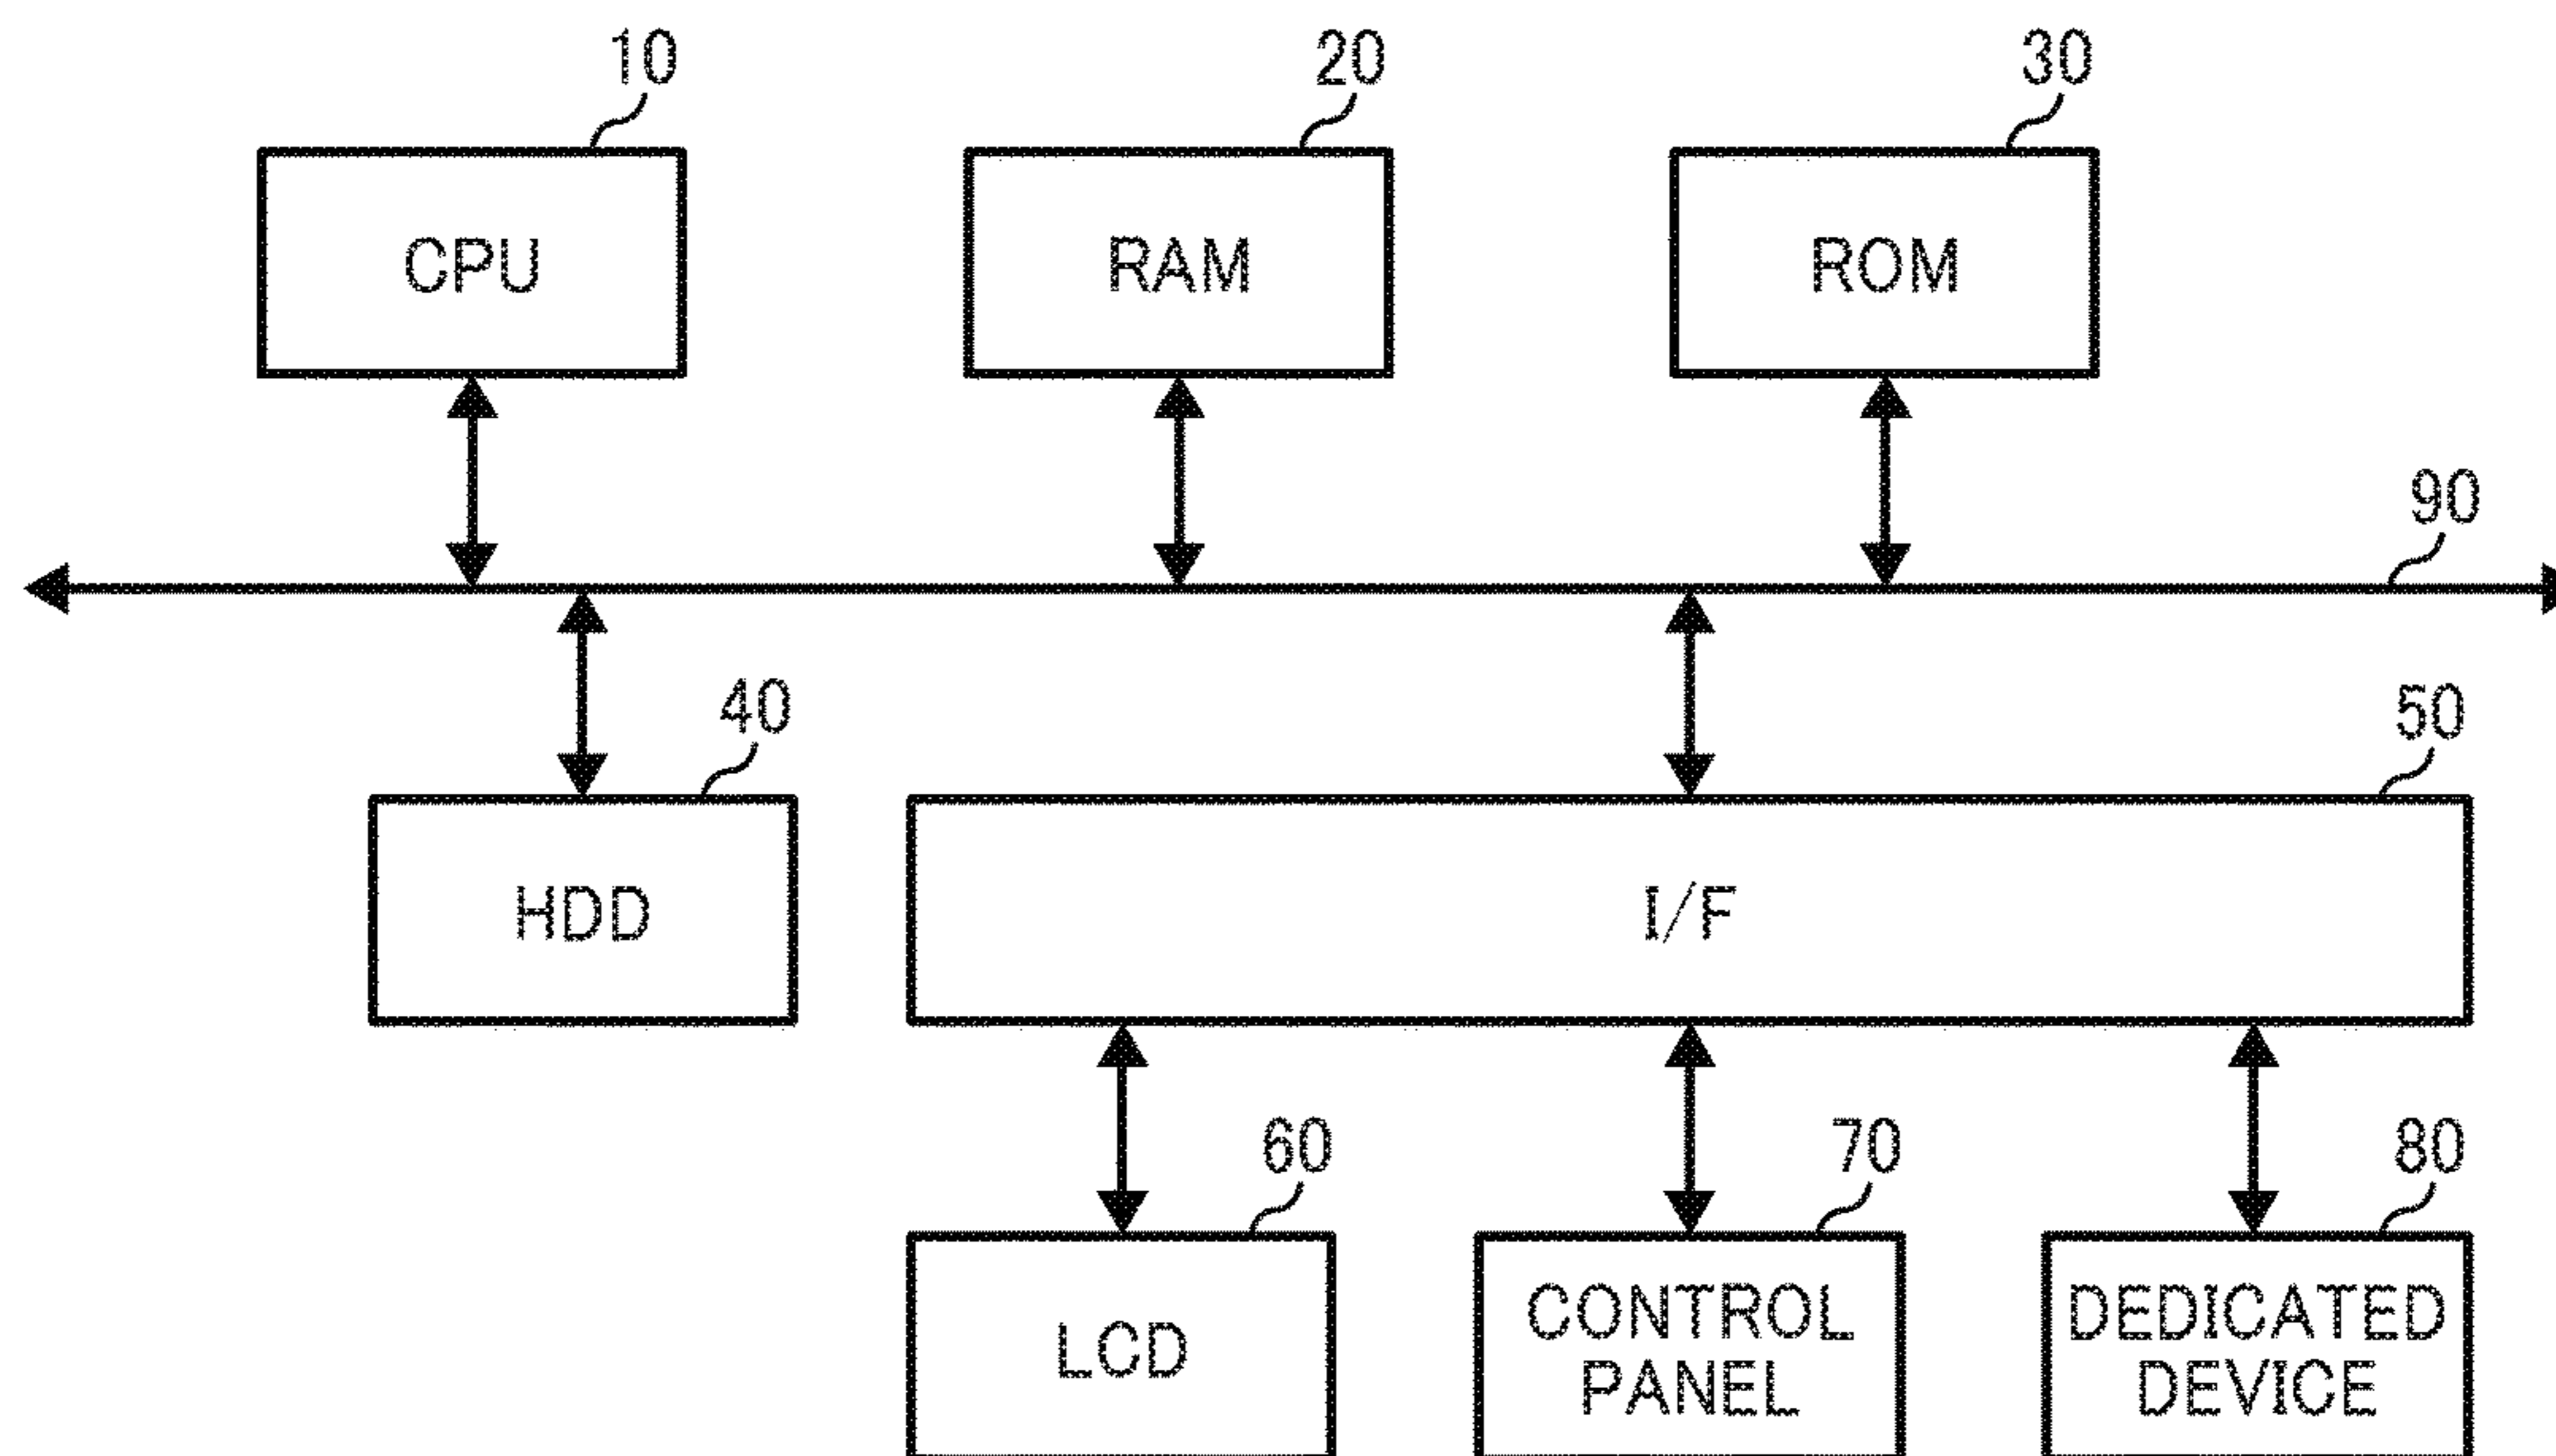 10
20
30
CPU
RAM
ROM
90
40
50
HDD
I/F
60
70
80
LCD
CONTROL
PANEL
DEDICATED
DEVICE